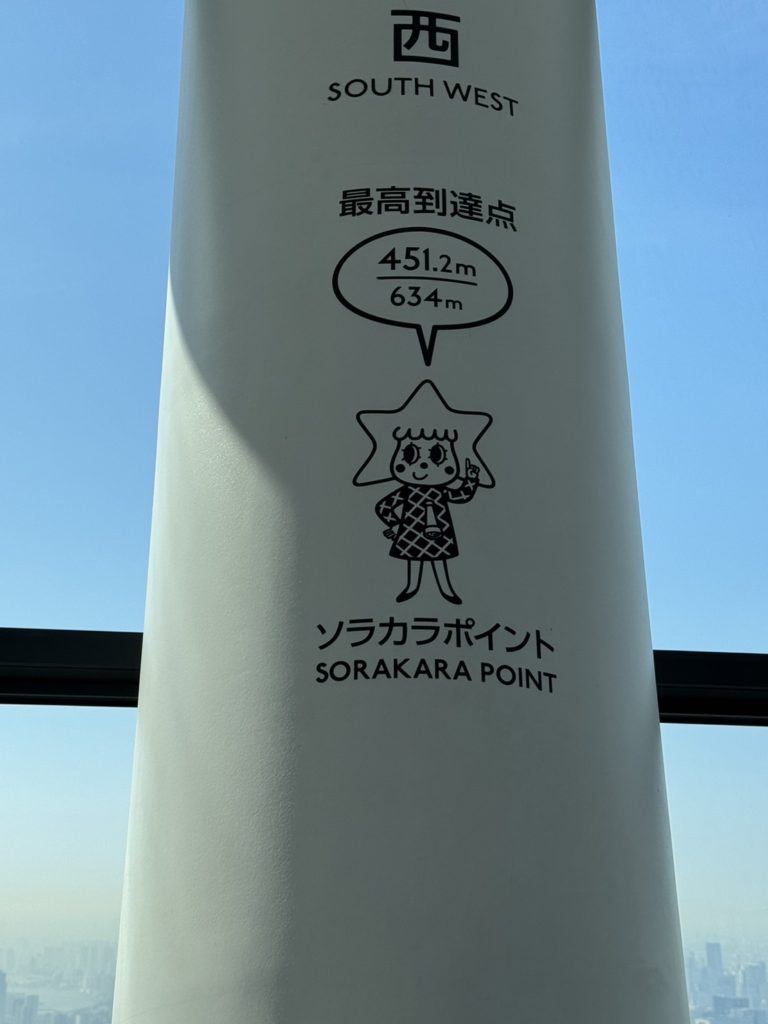 西
SOUTH WEST
最高到達点
451.2m
634m
ソラカラポイント
SORAKARA POINT